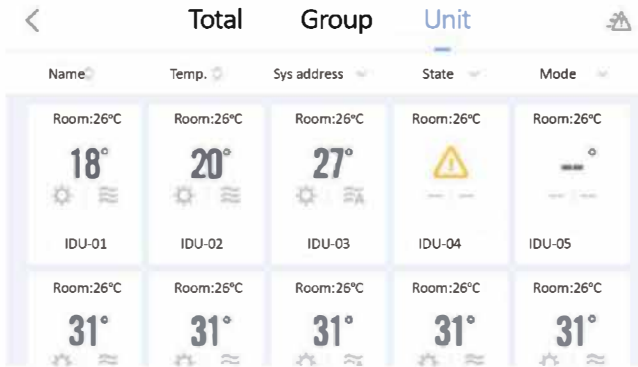 Total Group Unit
Name Temp. Sys address State Mode
Room:26°C Room:26°C Room:26°C Room:26°C Room:26°C
18° 20° 27° --°
A
-- -- -- --
IDU-01 IDU-02 IDU-03 IDU-04 IDU-05
Room:26°C Room:26°C Room:26°C Room:26°C Room:26°C
31° 31° 31° 31° 31°